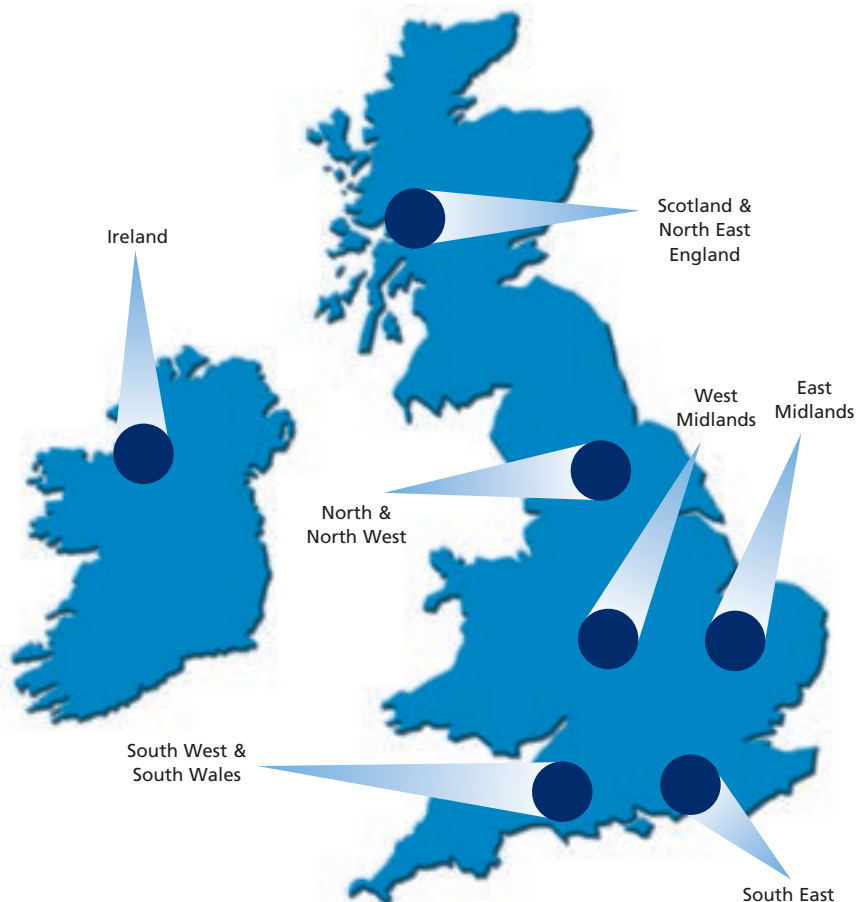 Scotland &
North East
England
Ireland
West
Midlands
East
Midlands
North &
North West
South West &
South Wales
South East